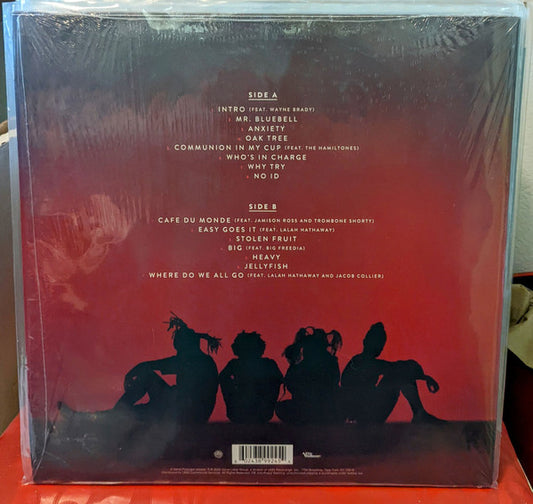 SIDE A
INTRO (FEAT. WAYNE BRADY)
MR. BLUEBELL
ANXIETY
OAK TREE
COMMUNION IN MY CUP (FEAT. THE HAMILTONES)
WHO'S IN CHARGE
WHY TRY
NO ID
SIDE B
CAFE DU MONDE (FEAT. JAMISON ROSS AND TROMBONE SHORTY)
EASY GOES IT (FEAT. LALAH HATHAWAY)
STOLEN FRUIT
BIG (FEAT. BIG FREEDIA)
HEAVY
JELLYFISH
WHERE DO WE ALL GO (FEAT. LALAH HATHAWAY AND JACOB COLLIER)